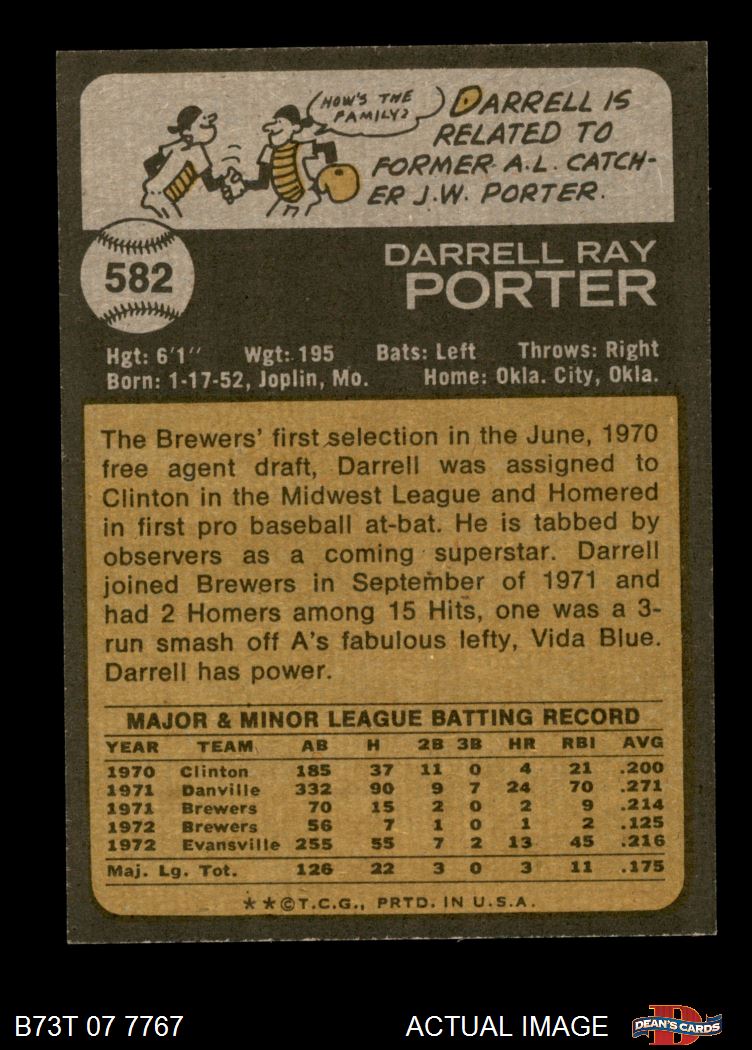 HOW'S THE
FAMILY?
DARRELL IS
RELATED TO
FORMER A.L. CATCH-
ER J.W. PORTER.
582
DARRELL RAY
PORTER
Hgt: 6'1" Wgt: 195 Bats: Left Throws: Right
Born: 1-17-52, Joplin, Mo. Home: Okla. City, Okla.
The Brewers' first selection in the June, 1970
free agent draft, Darrell was assigned to
Clinton in the Midwest League and Homered
in first pro baseball at-bat. He is tabbed by
observers as a coming superstar. Darrell
joined Brewers in September of 1971 and
had 2 Homers among 15 Hits, one was a 3-
run smash off A's fabulous lefty, Vida Blue.
Darrell has power.
MAJOR & MINOR LEAGUE BATTING RECORD
YEAR TEAM AB H 2B 3B HR RBI AVG
1970 Clinton 185 37 11 0 4 21 .200
1971 Danville 332 90 9 7 24 70 .271
1971 Brewers 70 15 2 0 2 9 .214
1972 Brewers 56 7 1 0 1 2 .125
1972 Evansville 255 55 7 2 13 45 .216
Maj. Lg. Tot. 126 22 3 0 3 11 .175
★★©T.C.G., PRTD. IN U.S.A.
B73T 07 7767 ACTUAL IMAGE
D
DEAN'S CARDS